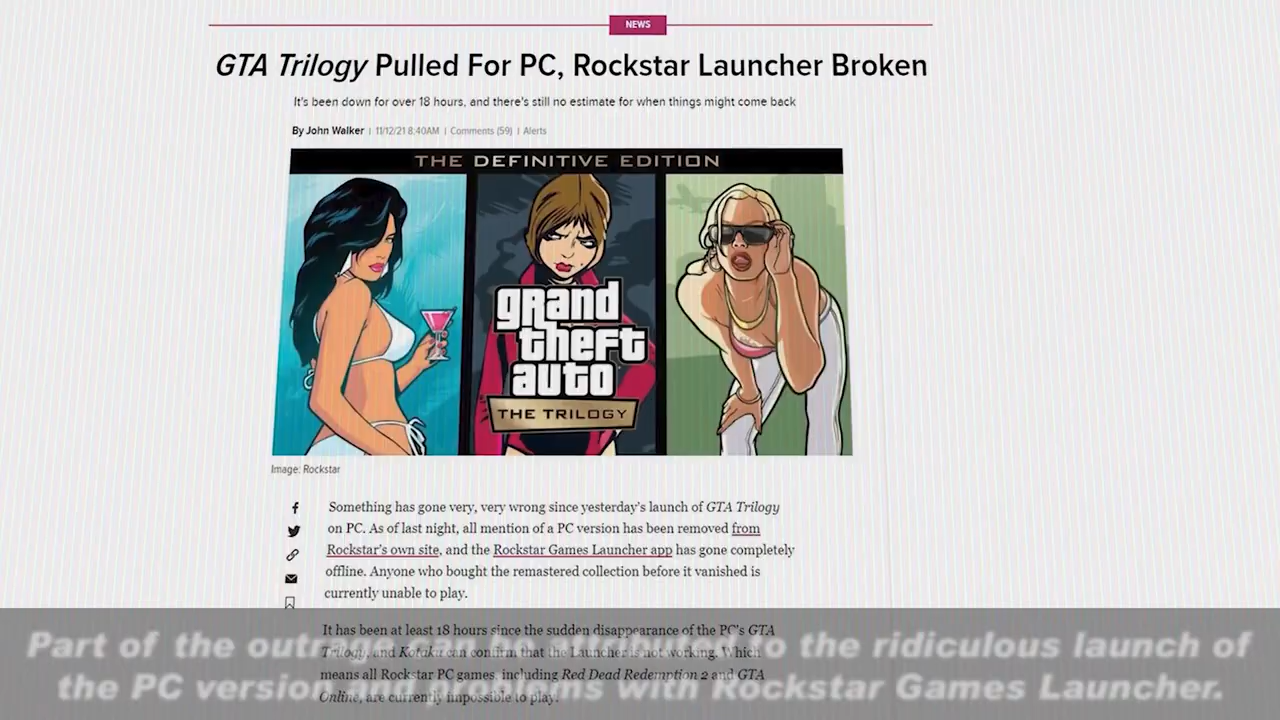 NEWS
GTA Trilogy Pulled For PC, Rockstar Launcher Broken
It's been down for over 18 hours, and there's still no estimate for when things might come back
By John Walker | 11/12/21 8:40AM | Comments (59) | Alerts
THE DEFINITIVE EDITION
grand
theft
auto
THE TRILOGY
Image: Rockstar
Something has gone very, very wrong since yesterday's launch of GTA Trilogy
on PC. As of last night, all mention of a PC version has been removed from
Rockstar's own site, and the Rockstar Games Launcher app has gone completely
offline. Anyone who bought the remastered collection before it vanished is
currently unable to play.
It has been at least 18 hours since the sudden disappearance of the PC's GTA
Trilogy, and Kotaku can confirm that the Launcher is not working. Which
means all Rockstar PC games, including Red Dead Redemption 2 and GTA
Online, are currently impossible to play.
Part of the to the ridiculous launch of
the PC version with Rockstar Games Launcher.